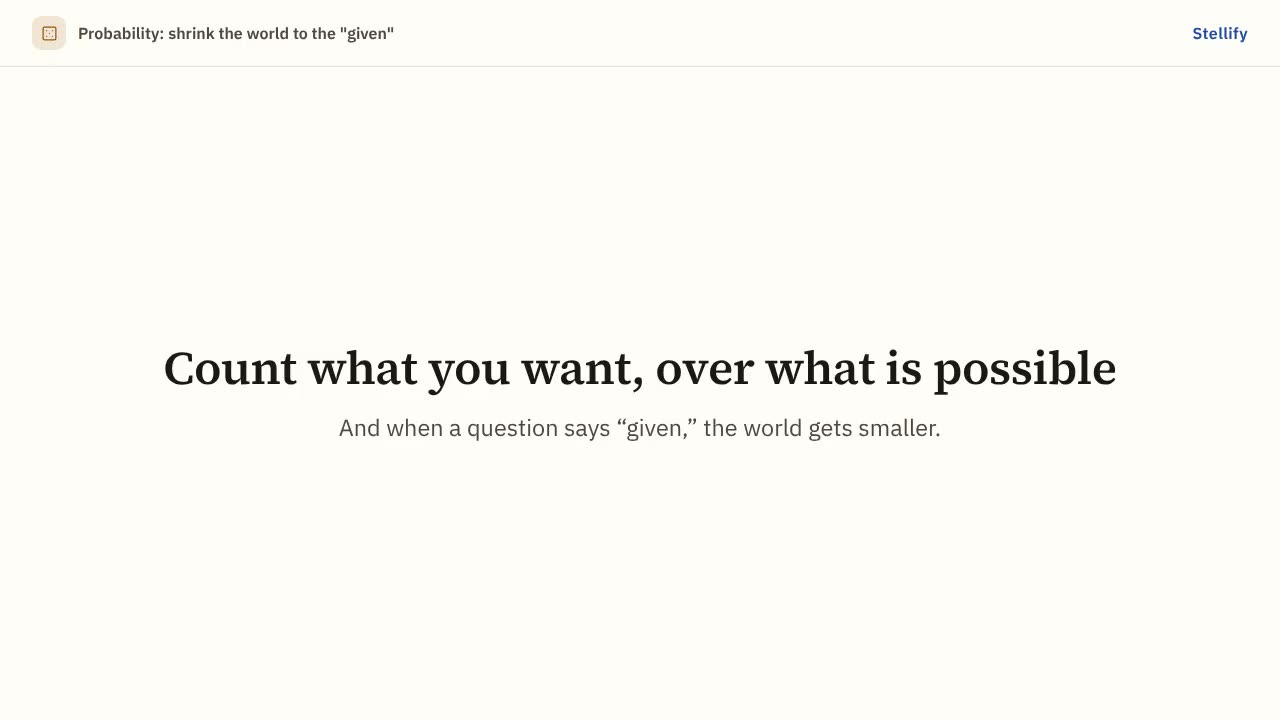 Probability: shrink the world to the "given"
Stellify
Count what you want, over what is possible
And when a question says “given,” the world gets smaller.